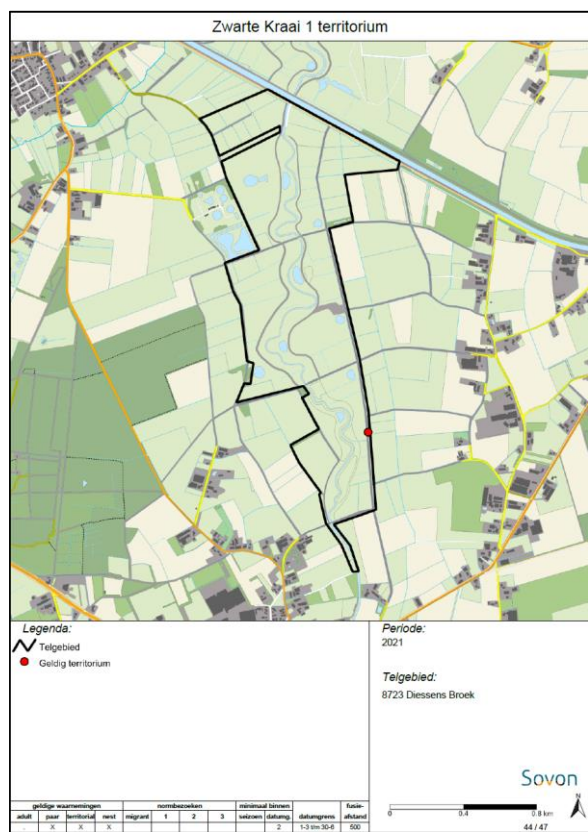 Zwarte Kraai 1 territorium
Legenda:
Telgebied
Geldig territorium
Periode:
2021
Telgebied:
8723 Diessens Broek
Sovon
0 0.4 0.8 km
N
44 / 47
geldige waarnemingen normbezoeken minimaal binnen fusie-
adult paar territoriaal nest migrant 1 2 3 seizoen datumg. datumgrens afstand
. X X X 2 1-3 t/m 30-6 500